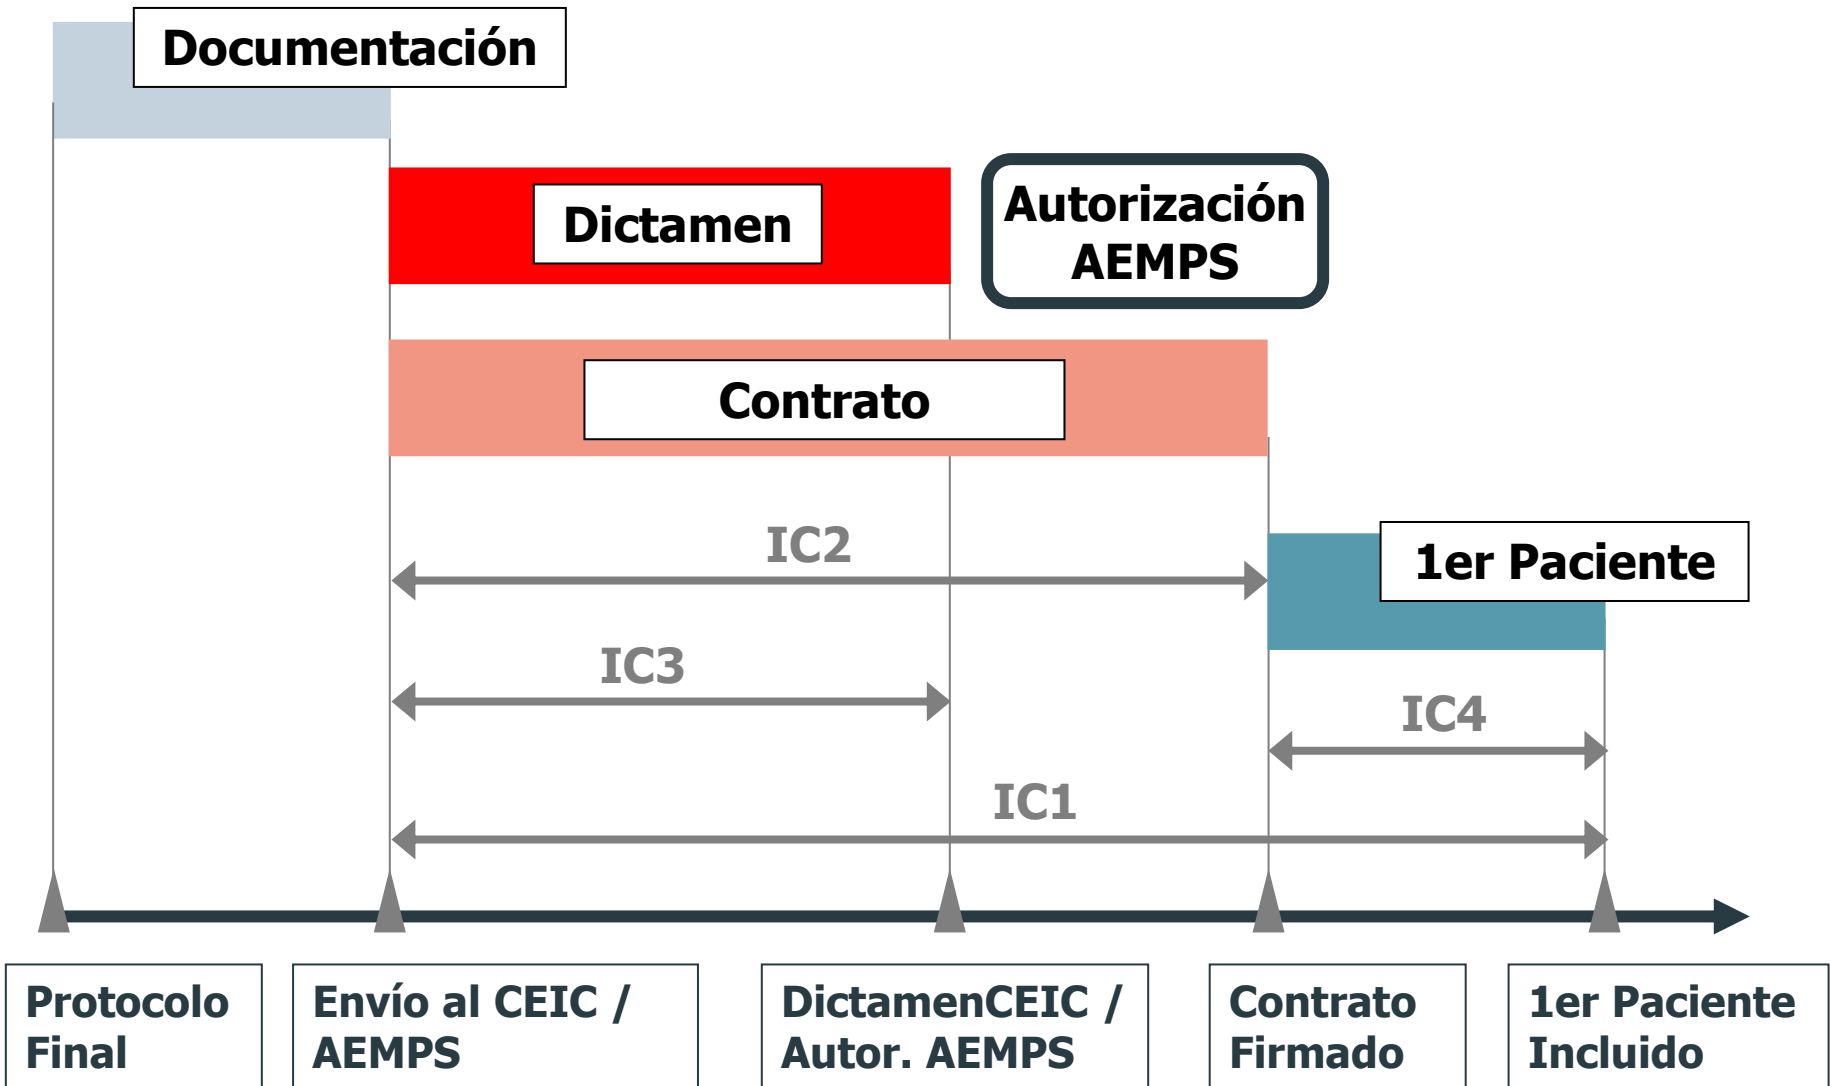 Documentación
Dictamen
Autorización
AEMPS
Contrato
IC2
1er Paciente
IC3
IC4
IC1
Protocolo
Final
Envío al CEIC /
AEMPS
DictamenCEIC /
Autor. AEMPS
Contrato
Firmado
1er Paciente
Incluido